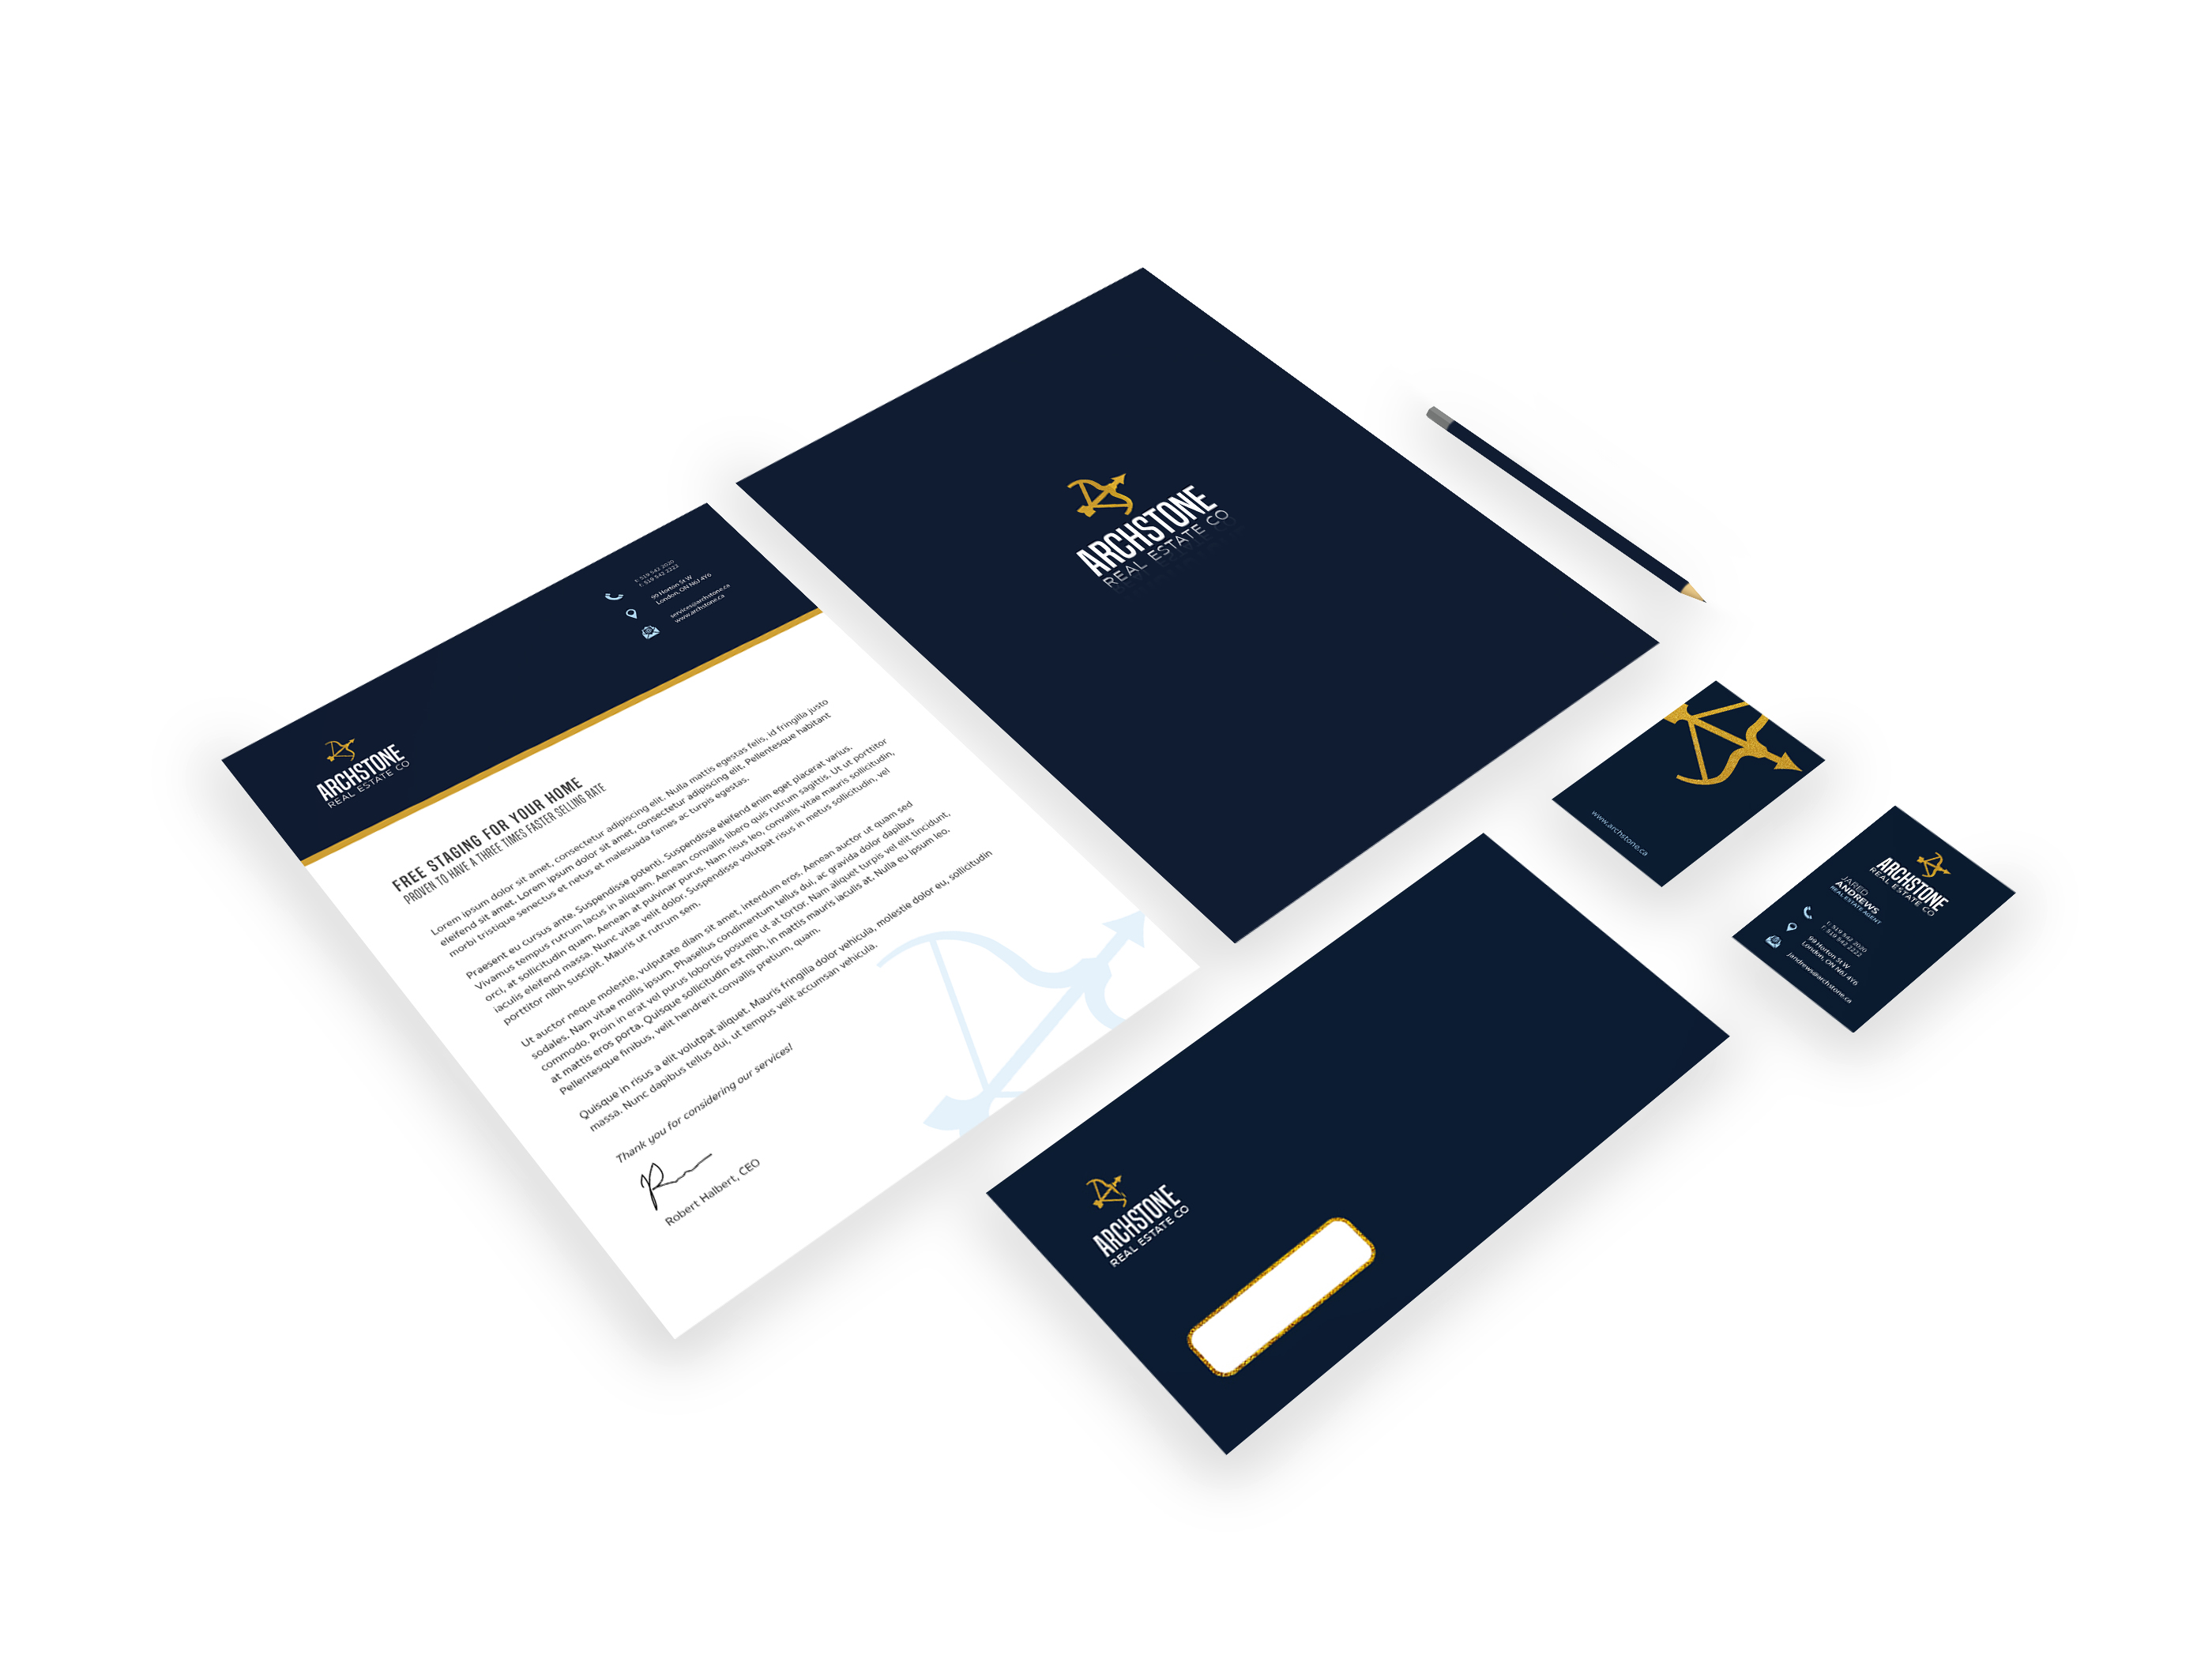 ARCHSTONE
REAL ESTATE CO
t: 519 542 2020
f: 519 542 2222
99 Horton St W
London, ON N6J 4Y6
services@archstone.ca
www.archstone.ca
FREE STAGING FOR YOUR HOME
PROVEN TO HAVE A THREE TIMES FASTER SELLING RATE
Lorem ipsum dolor sit amet, consectetur adipiscing elit. Nulla mattis egestas felis, id fringilla justo
eleifend sit amet. Lorem ipsum dolor sit amet, consectetur adipiscing elit. Pellentesque habitant
morbi tristique senectus et netus et malesuada fames ac turpis egestas.
Praesent eu cursus ante. Suspendisse potenti. Suspendisse eleifend enim eget placerat varius.
Vivamus tempus rutrum lacus in aliquam. Aenean convallis libero quis rutrum sagittis. Ut ut porttitor
orci, at sollicitudin quam. Aenean at pulvinar purus. Nam risus leo, convallis vitae mauris sollicitudin,
iaculis eleifend massa. Nunc vitae velit dolor. Suspendisse volutpat risus in metus sollicitudin, vel
porttitor nibh suscipit. Mauris ut rutrum sem.
Ut auctor neque molestie, vulputate diam sit amet, interdum eros. Aenean auctor ut quam sed
sodales. Nam vitae mollis ipsum. Phasellus condimentum tellus dui, ac gravida dolor dapibus
commodo. Proin in erat vel purus lobortis posuere ut at tortor. Nam aliquet turpis vel elit tincidunt,
at mattis eros porta. Quisque sollicitudin est nibh, in mattis mauris iaculis at. Nulla eu ipsum leo.
Pellentesque finibus, velit hendrerit convallis pretium, quam.
Quisque in risus a elit volutpat aliquet. Mauris fringilla dolor vehicula, molestie dolor eu, sollicitudin
massa. Nunc dapibus tellus dui, ut tempus velit accumsan vehicula.
Thank you for considering our services!
Robert Halbert, CEO
ARCHSTONE
REAL ESTATE CO
www.archstone.ca
ARCHSTONE
REAL ESTATE CO
JARED
ANDREWS
REAL ESTATE AGENT
t: 519 542 2020
f: 519 542 2222
99 Horton St W
London, ON N6J 4Y6
jandrews@archstone.ca
ARCHSTONE
REAL ESTATE CO